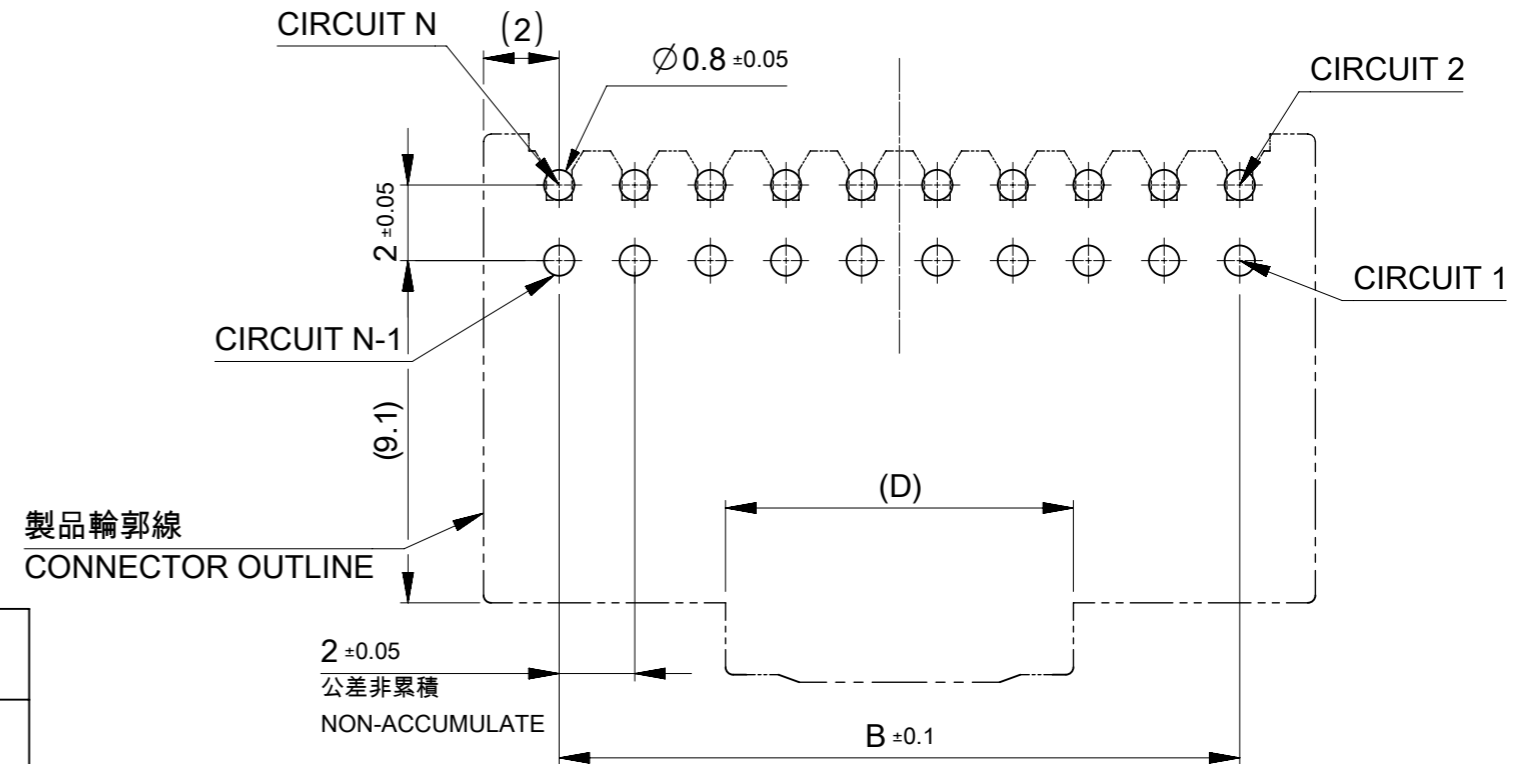 CIRCUIT N
(2)
∅0.8 ±0.05
CIRCUIT 2
2 ±0.05
CIRCUIT 1
CIRCUIT N-1
(9.1)
(D)
製品輪郭線
CONNECTOR OUTLINE
2 ±0.05
公差非累積
NON-ACCUMULATE
B ±0.1